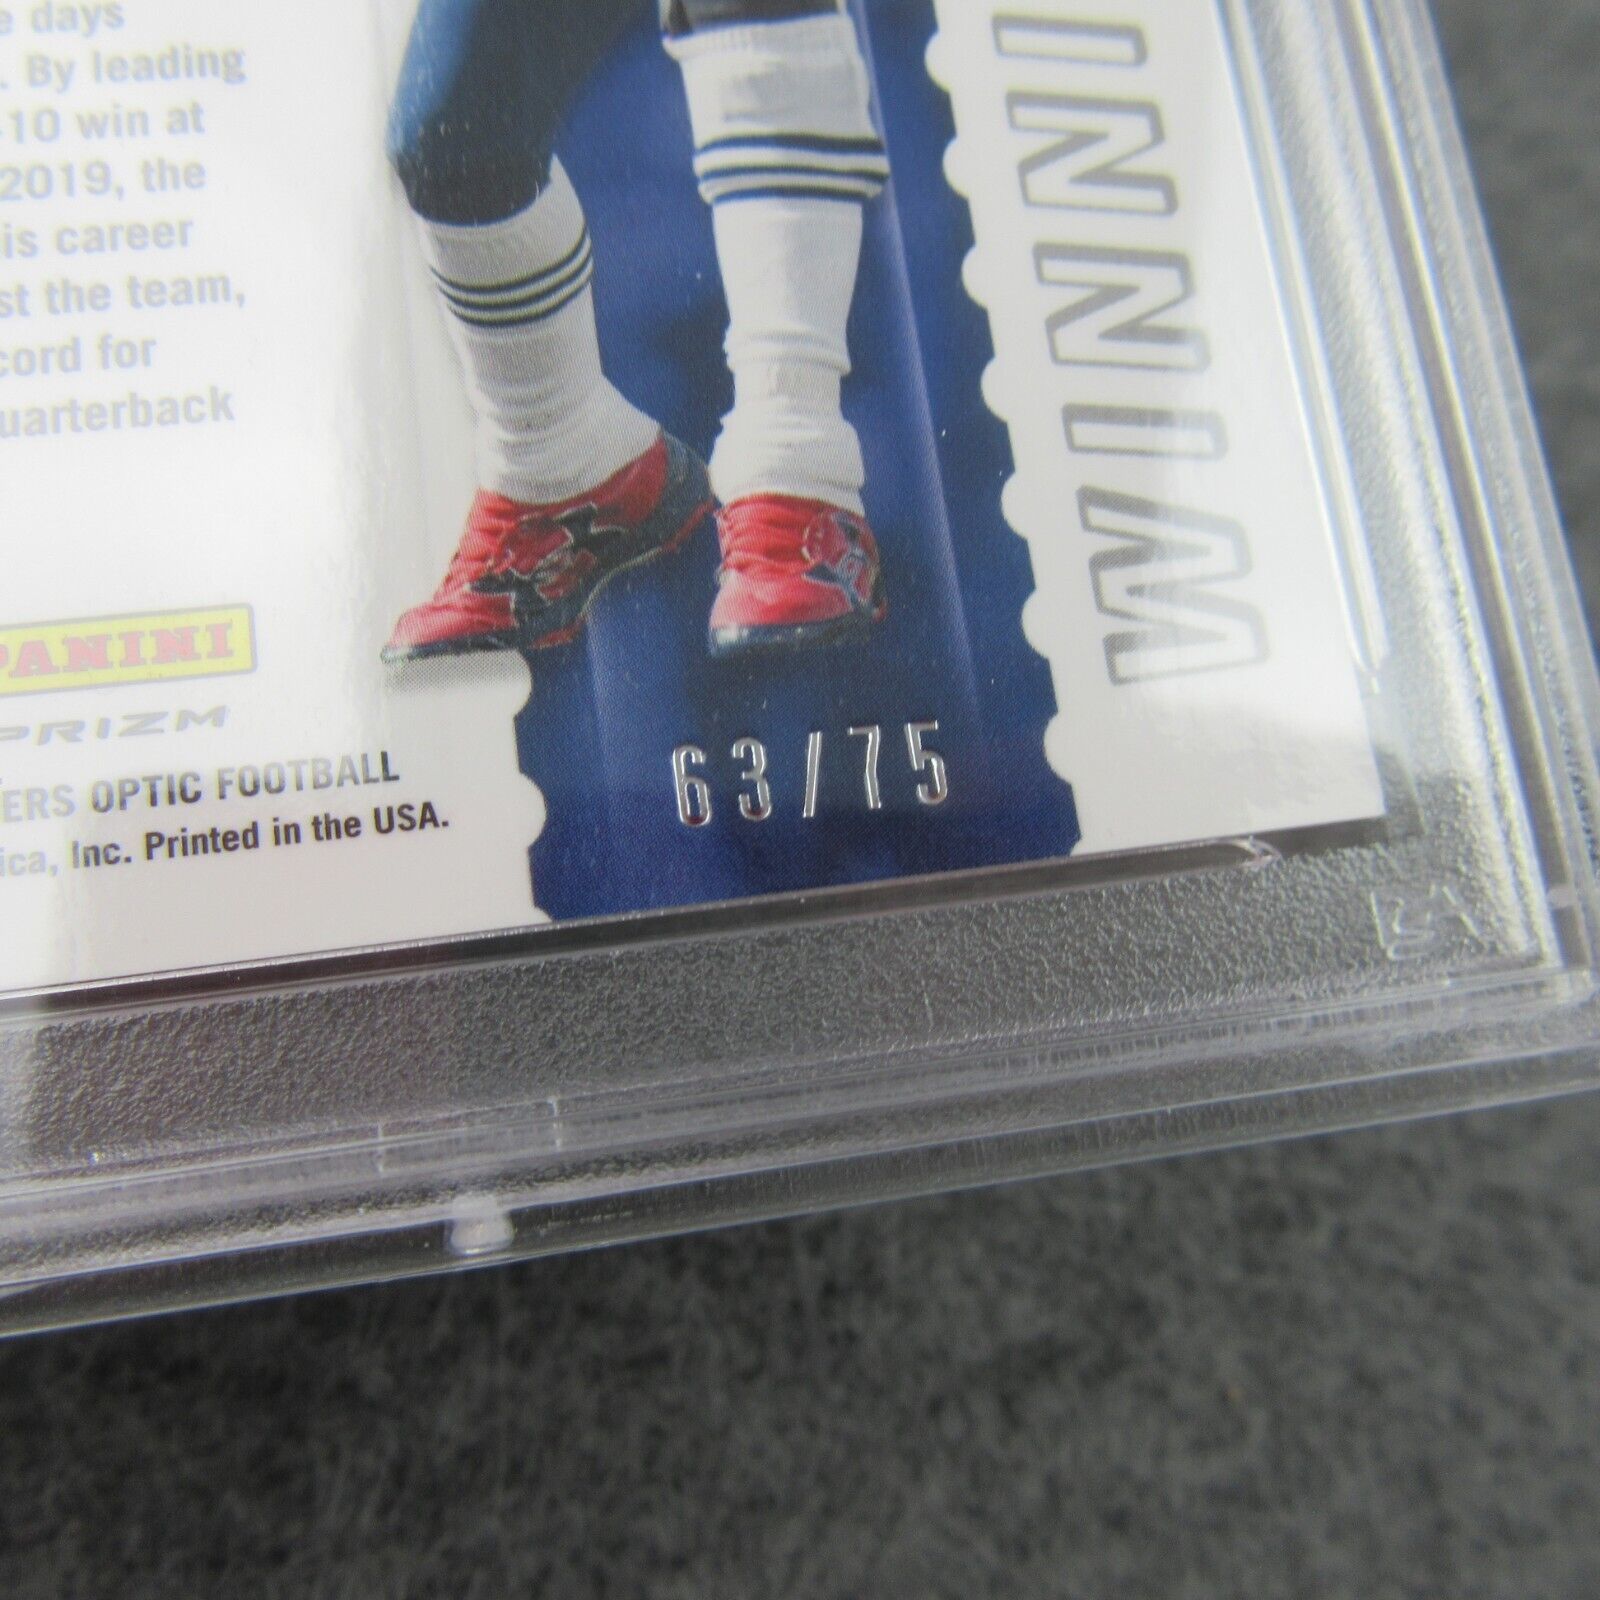 e days
. By leading
-10 win at
2019, the
is career
st the team,
cord for
uarterback
PANINI
PRIZM
ERS OPTIC FOOTBALL
ica, Inc. Printed in the USA.
63/75
WINNI